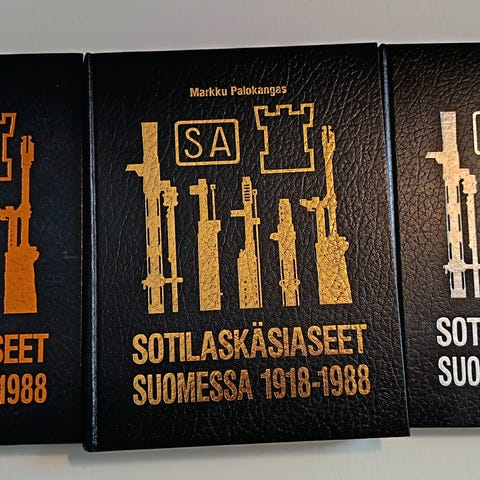 SEET
1988
Markku Palokangas
SA
SOTILASKÄSIASEET
SUOMESSA 1918-1988
SOT
SUO